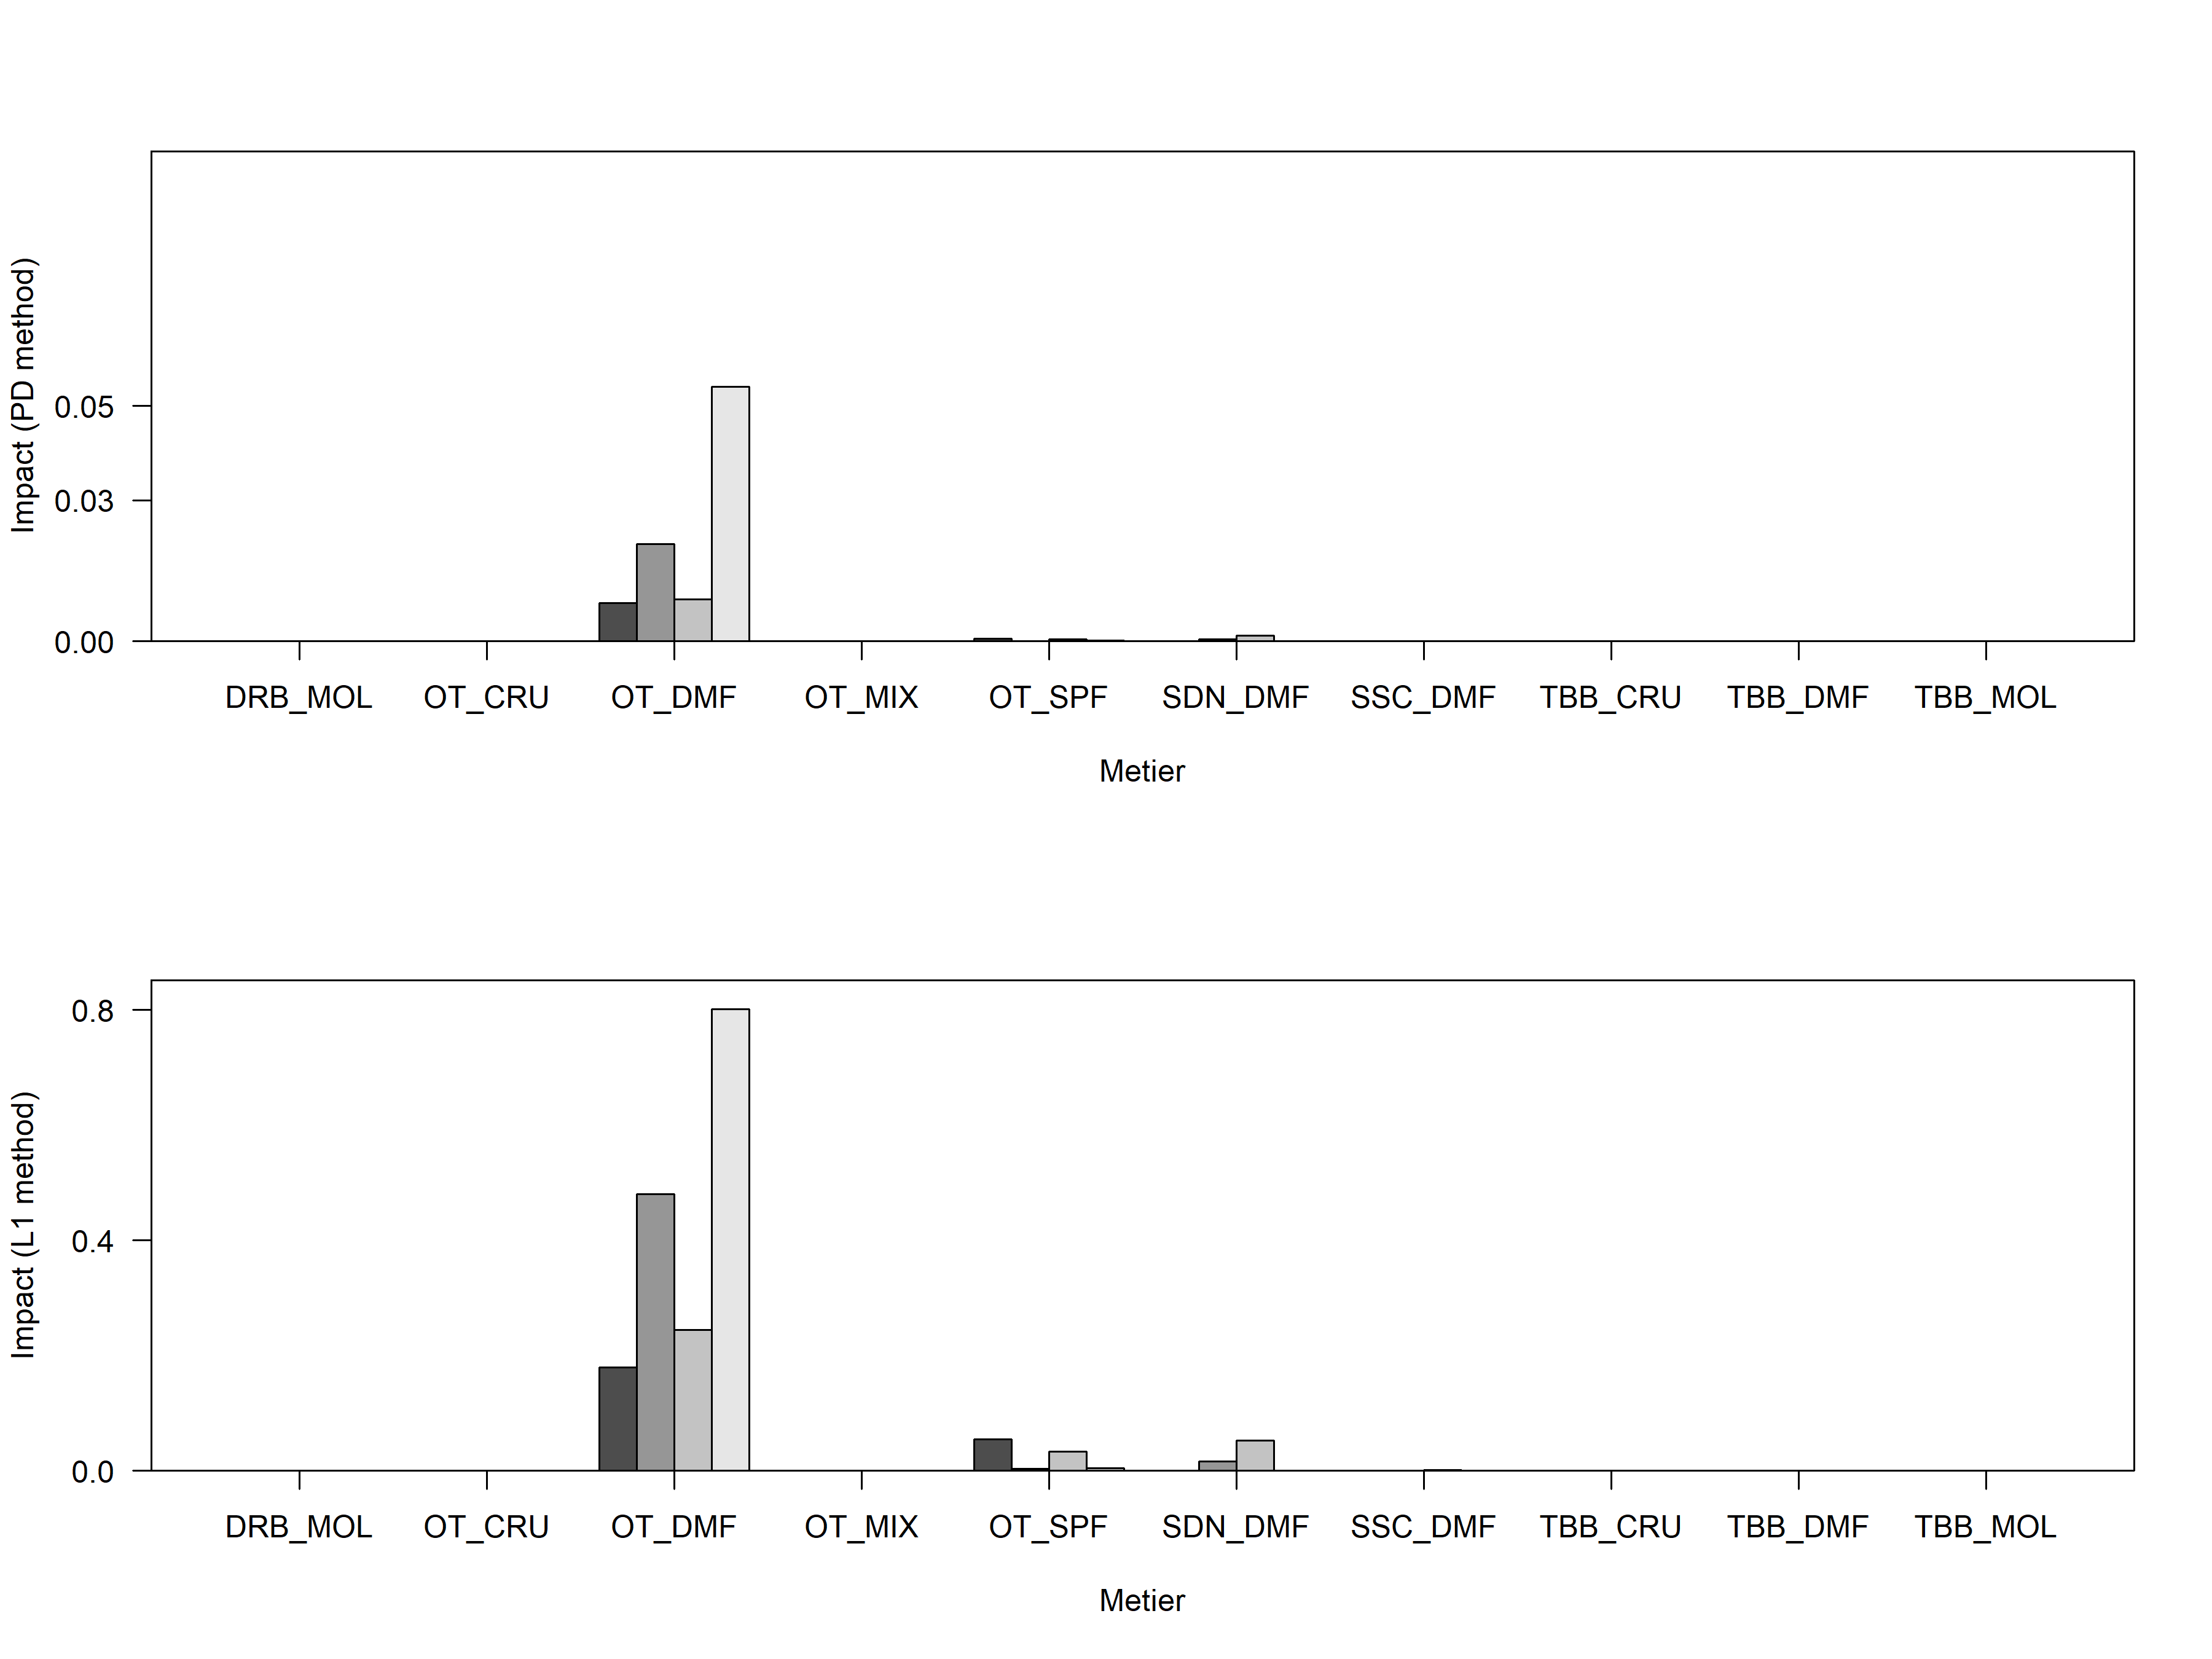 Impact (PD method)
0.05
0.03
0.00
DRB_MOL OT_CRU OT_DMF OT_MIX OT_SPF SDN_DMF SSC_DMF TBB_CRU TBB_DMF TBB_MOL
Metier
Impact (L1 method)
0.8
0.4
0.0
DRB_MOL OT_CRU OT_DMF OT_MIX OT_SPF SDN_DMF SSC_DMF TBB_CRU TBB_DMF TBB_MOL
Metier